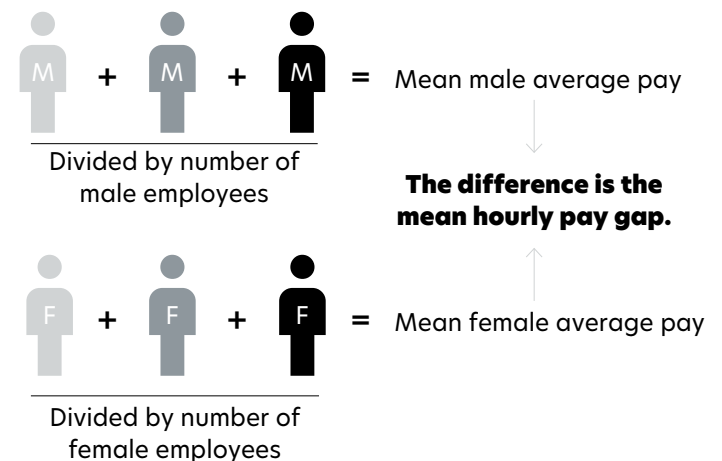 M + M + M = Mean male average pay
Divided by number of
male employees
The difference is the
mean hourly pay gap.
F + F + F = Mean female average pay
Divided by number of
female employees